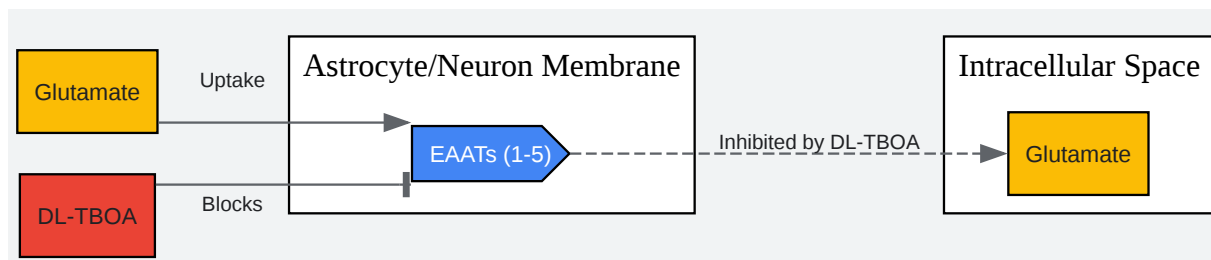 Glutamate
Uptake
Astrocyte/Neuron Membrane
EAATs (1-5)
DL-TBOA
Blocks
Inhibited by DL-TBOA
Intracellular Space
Glutamate